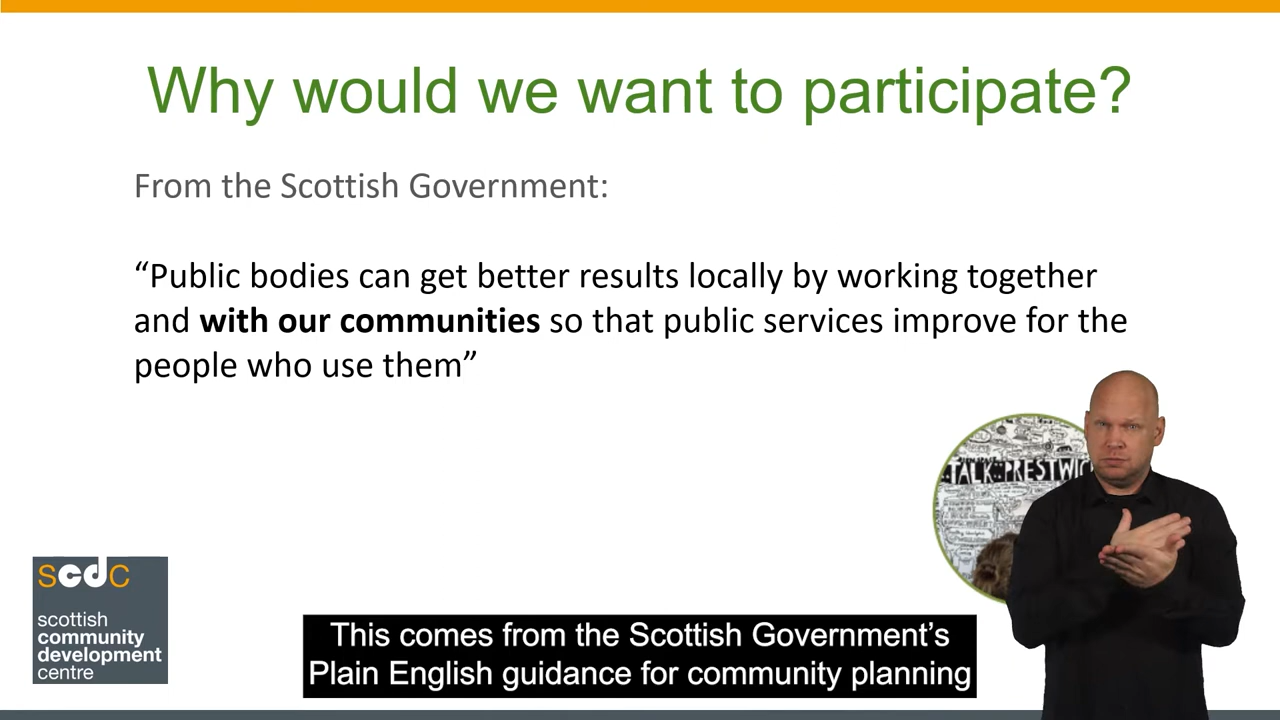 Why would we want to participate?
From the Scottish Government:
“Public bodies can get better results locally by working together
and with our communities so that public services improve for the
people who use them”
TALK PRESTWIC
scdc
scottish
community
development
centre
This comes from the Scottish Government’s
Plain English guidance for community planning